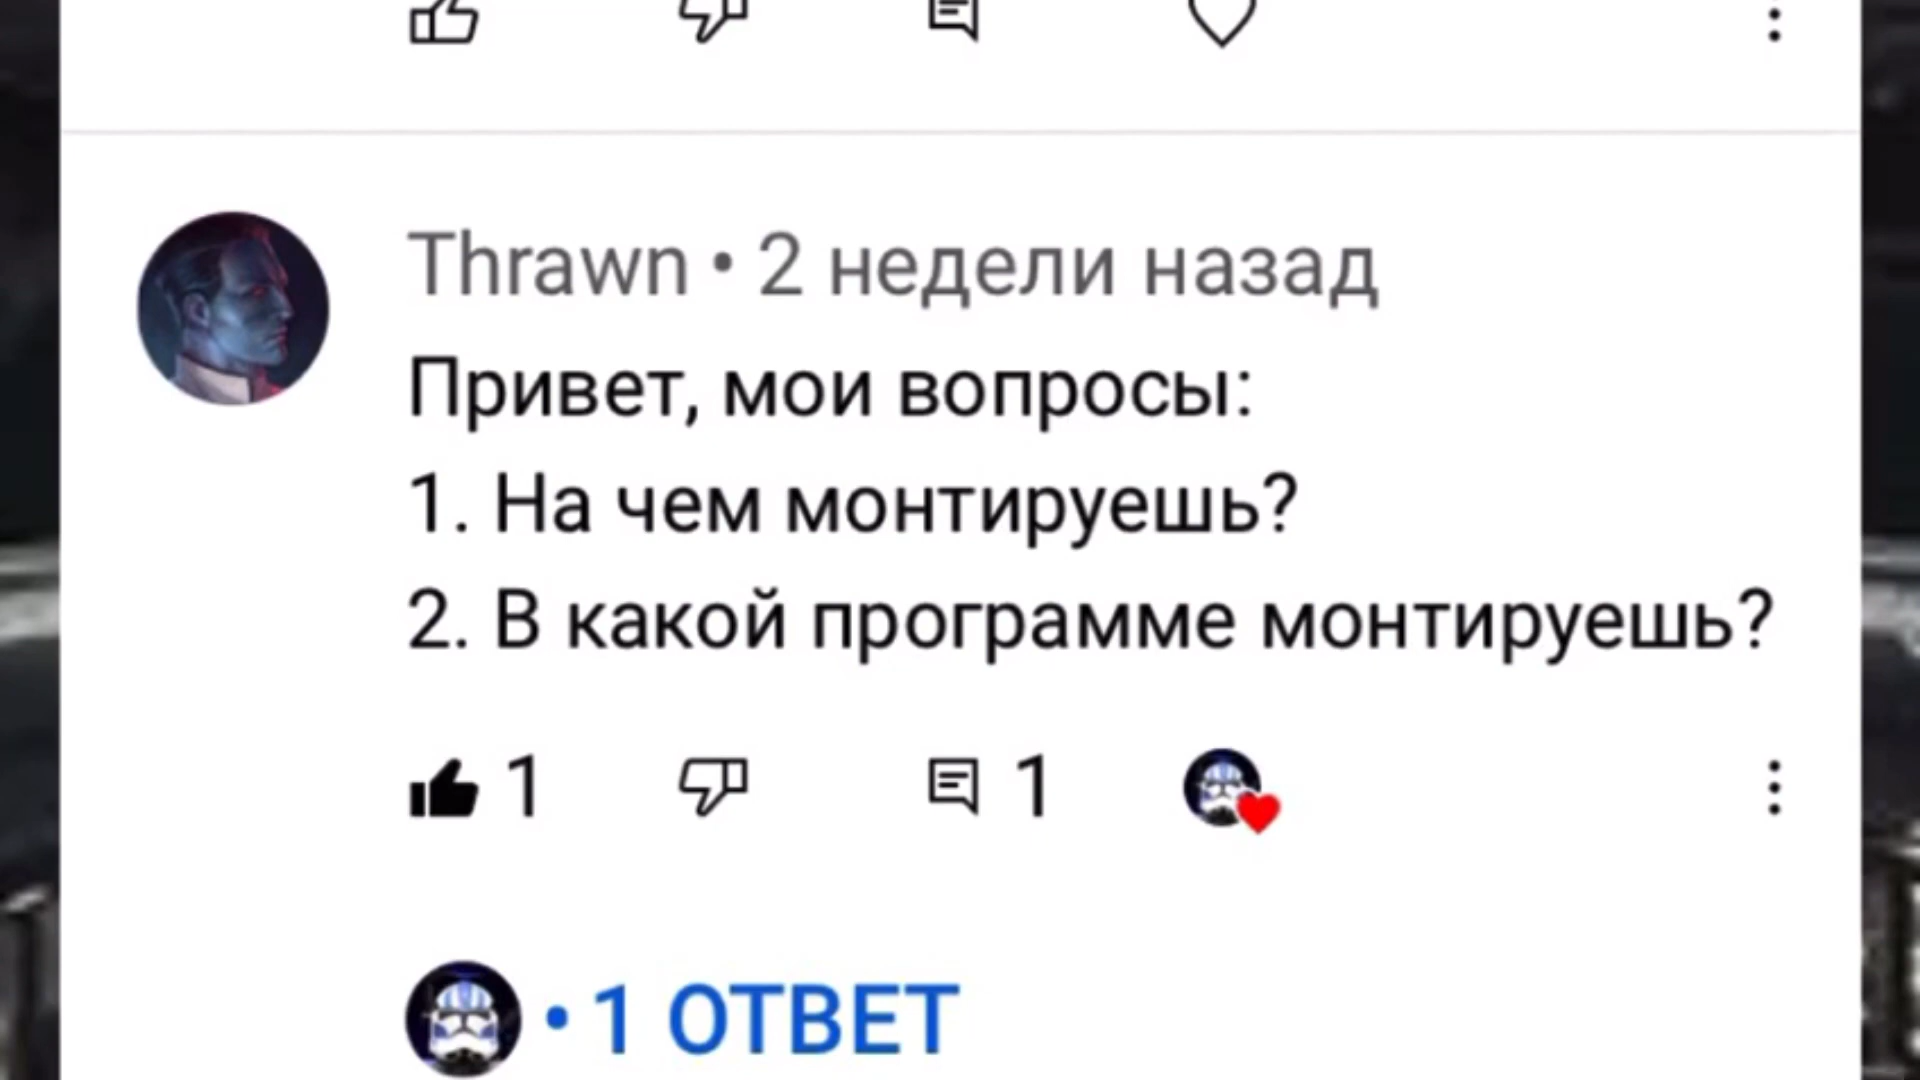 Thrawn • 2 недели назад
Привет, мои вопросы:
1. На чем монтируешь?
2. В какой программе монтируешь?
1 1
• 1 ОТВЕТ